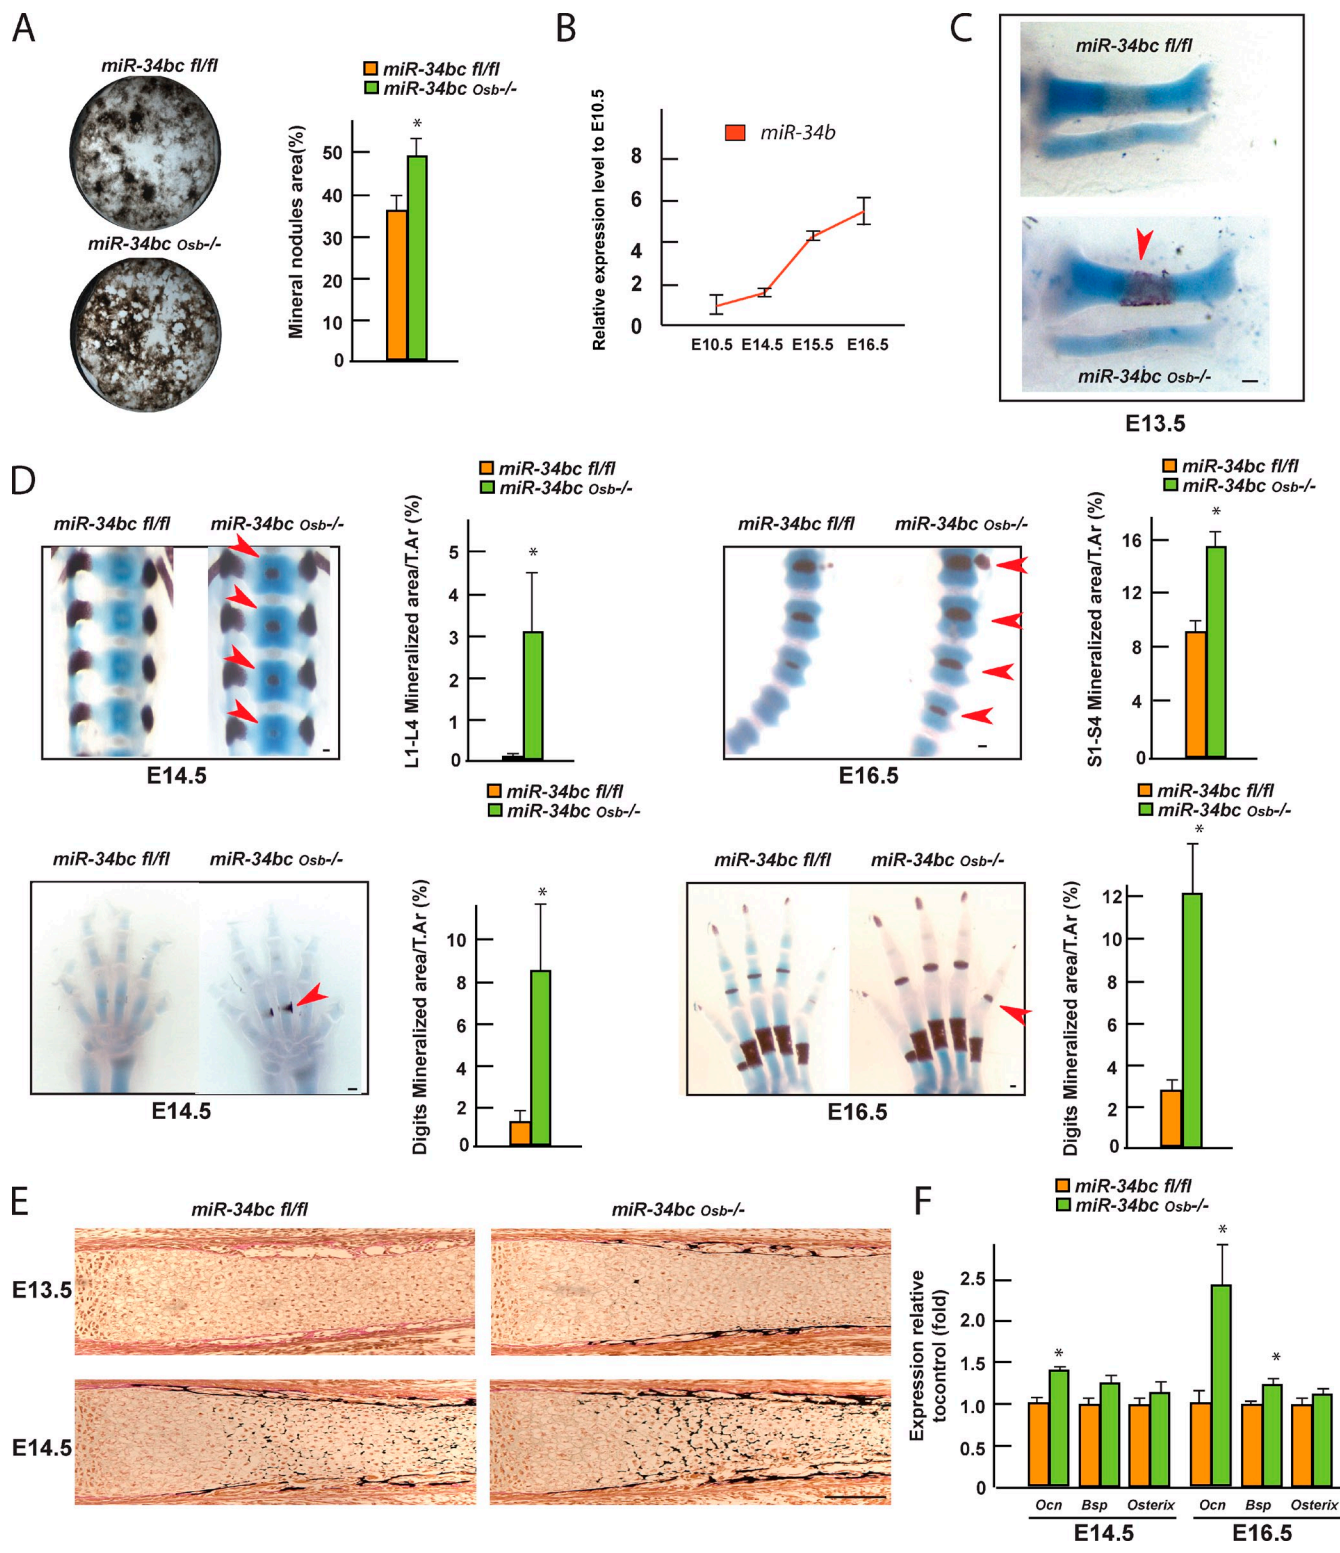 A
miR-34bc fl/fl
miR-34bc Osb-/-
miR-34bc fl/fl
miR-34bc Osb-/-
Mineral nodules area(%)
50
40
30
20
10
0
*
B
Relative expression level to E10.5
8
6
4
2
0
miR-34b
E10.5 E14.5 E15.5 E16.5
C
miR-34bc fl/fl
miR-34bc Osb-/-
E13.5
D
miR-34bc fl/fl miR-34bc Osb-/-
E14.5
miR-34bc fl/fl
miR-34bc Osb-/-
L1-L4 Mineralized area/T.Ar (%)
5
4
3
2
1
0
*
miR-34bc fl/fl miR-34bc Osb-/-
E16.5
miR-34bc fl/fl
miR-34bc Osb-/-
S1-S4 Mineralized area/T.Ar (%)
16
12
8
4
0
*
miR-34bc fl/fl miR-34bc Osb-/-
E14.5
miR-34bc fl/fl
miR-34bc Osb-/-
Digits Mineralized area/T.Ar (%)
10
8
6
4
2
0
*
miR-34bc fl/fl miR-34bc Osb-/-
E16.5
miR-34bc fl/fl
miR-34bc Osb-/-
Digits Mineralized area/T.Ar (%)
12
10
8
6
4
2
0
*
E
miR-34bc fl/fl miR-34bc Osb-/-
E13.5
E14.5
F
miR-34bc fl/fl
miR-34bc Osb-/-
Expression relative
tocontrol (fold)
2.5
2.0
1.5
1.0
0.5
0
*
*
*
Ocn Bsp Osterix Ocn Bsp Osterix
E14.5 E16.5